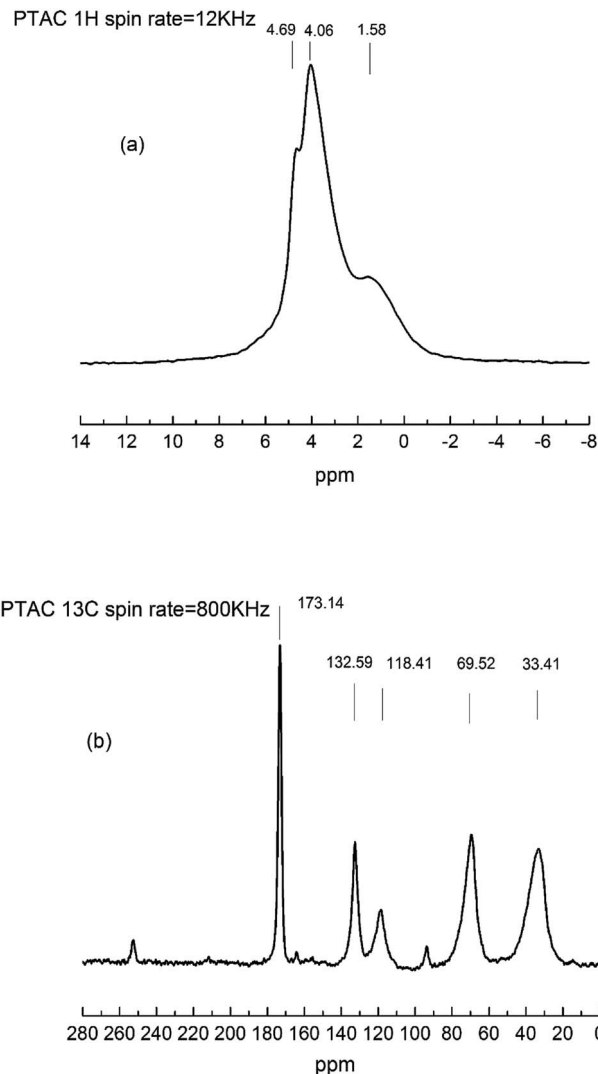 PTAC 1H spin rate=12KHz
4.69 4.06 1.58
(a)
14 12 10 8 6 4 2 0 -2 -4 -6 -8
ppm
PTAC 13C spin rate=800KHz
173.14
132.59 118.41 69.52 33.41
(b)
280 260 240 220 200 180 160 140 120 100 80 60 40 20 0
ppm